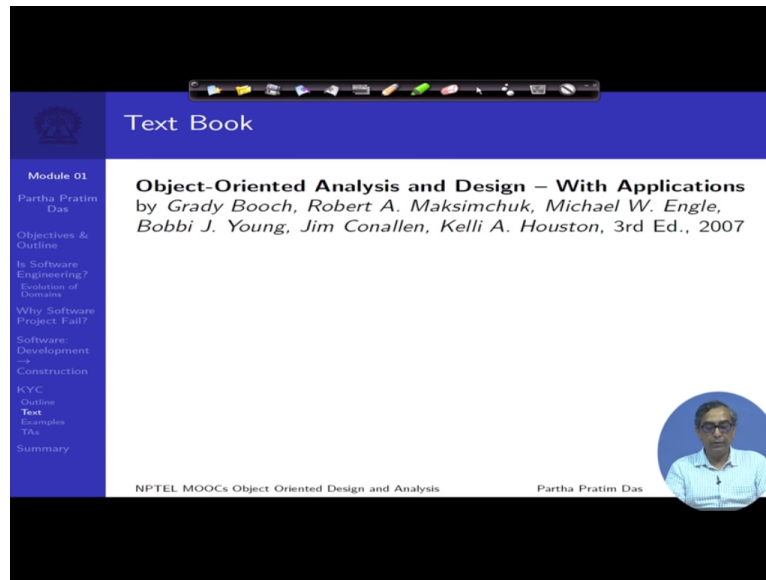 Text Book
Module 01
Partha Pratim
Das
Objectives &
Outline
Is Software
Engineering?
Evolution of
Domains
Why Software
Project Fail?
Software:
Development
→
Construction
KYC
Outline
Text
Examples
TAs
Summary
Object-Oriented Analysis and Design – With Applications
by Grady Booch, Robert A. Maksimchuk, Michael W. Engle,
Bobbi J. Young, Jim Conallen, Kelli A. Houston, 3rd Ed., 2007
NPTEL MOOCs Object Oriented Design and Analysis
Partha Pratim Das